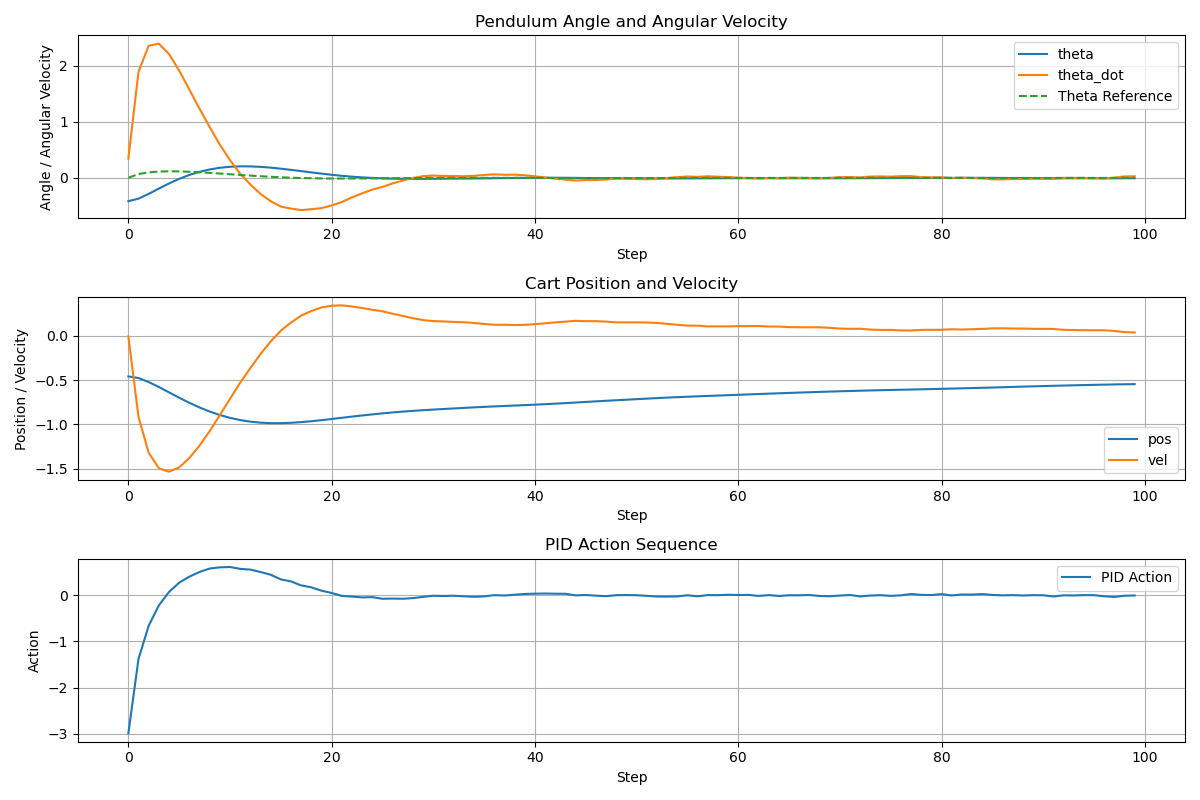 Pendulum Angle and Angular Velocity
Angle / Angular Velocity
2
1
0
theta
theta_dot
Theta Reference
0 20 40 60 80 100
Step
Cart Position and Velocity
Position / Velocity
0.0
−0.5
−1.0
−1.5
pos
vel
0 20 40 60 80 100
Step
PID Action Sequence
Action
0
−1
−2
−3
PID Action
0 20 40 60 80 100
Step